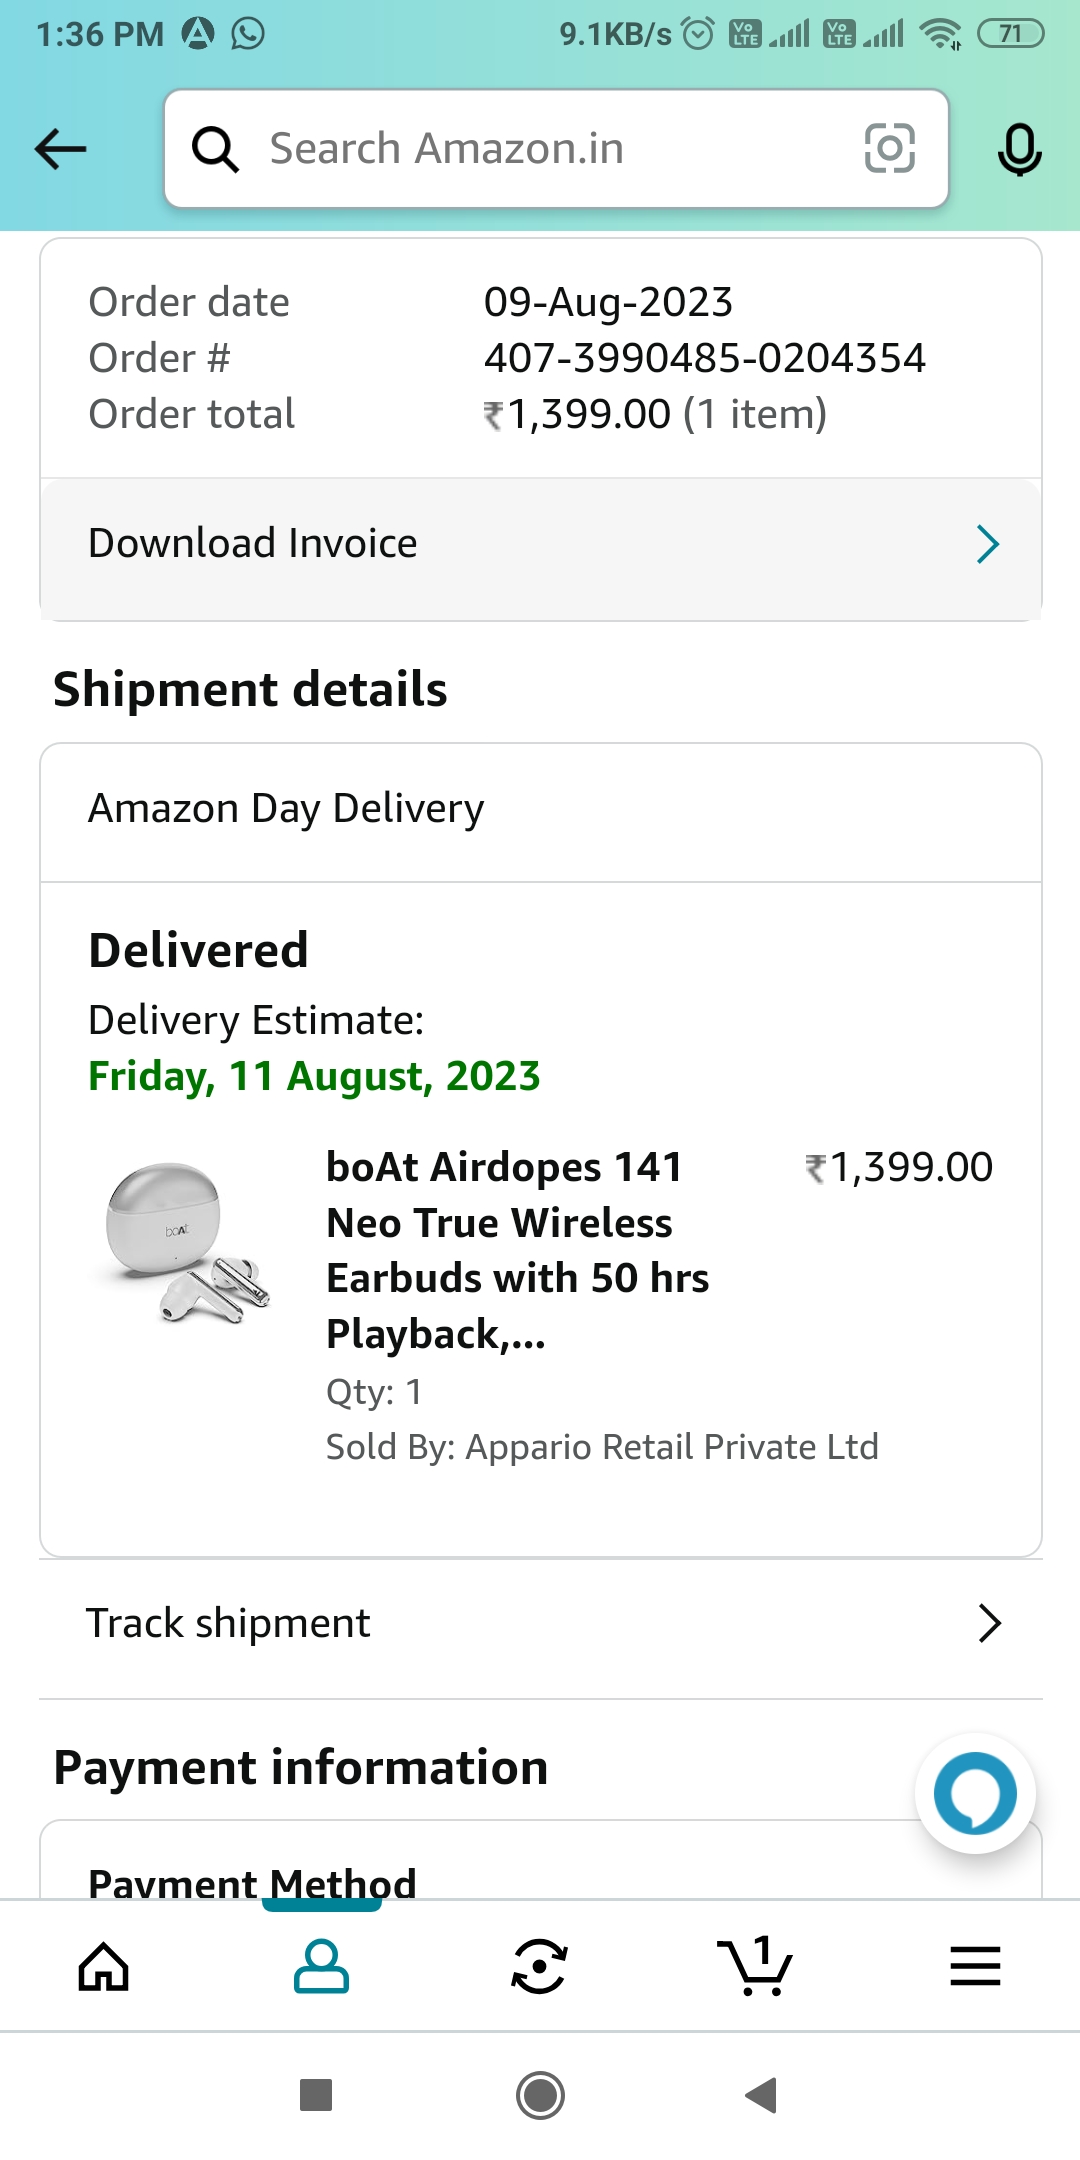 1:36 PM 9.1KB/s Vo LTE Vo LTE 71
Search Amazon.in
Order date 09-Aug-2023
Order # 407-3990485-0204354
Order total ₹1,399.00 (1 item)
Download Invoice
Shipment details
Amazon Day Delivery
Delivered
Delivery Estimate:
Friday, 11 August, 2023
boAt
boAt Airdopes 141 ₹1,399.00
Neo True Wireless
Earbuds with 50 hrs
Playback,...
Qty: 1
Sold By: Appario Retail Private Ltd
Track shipment
Payment information
Payment Method
1